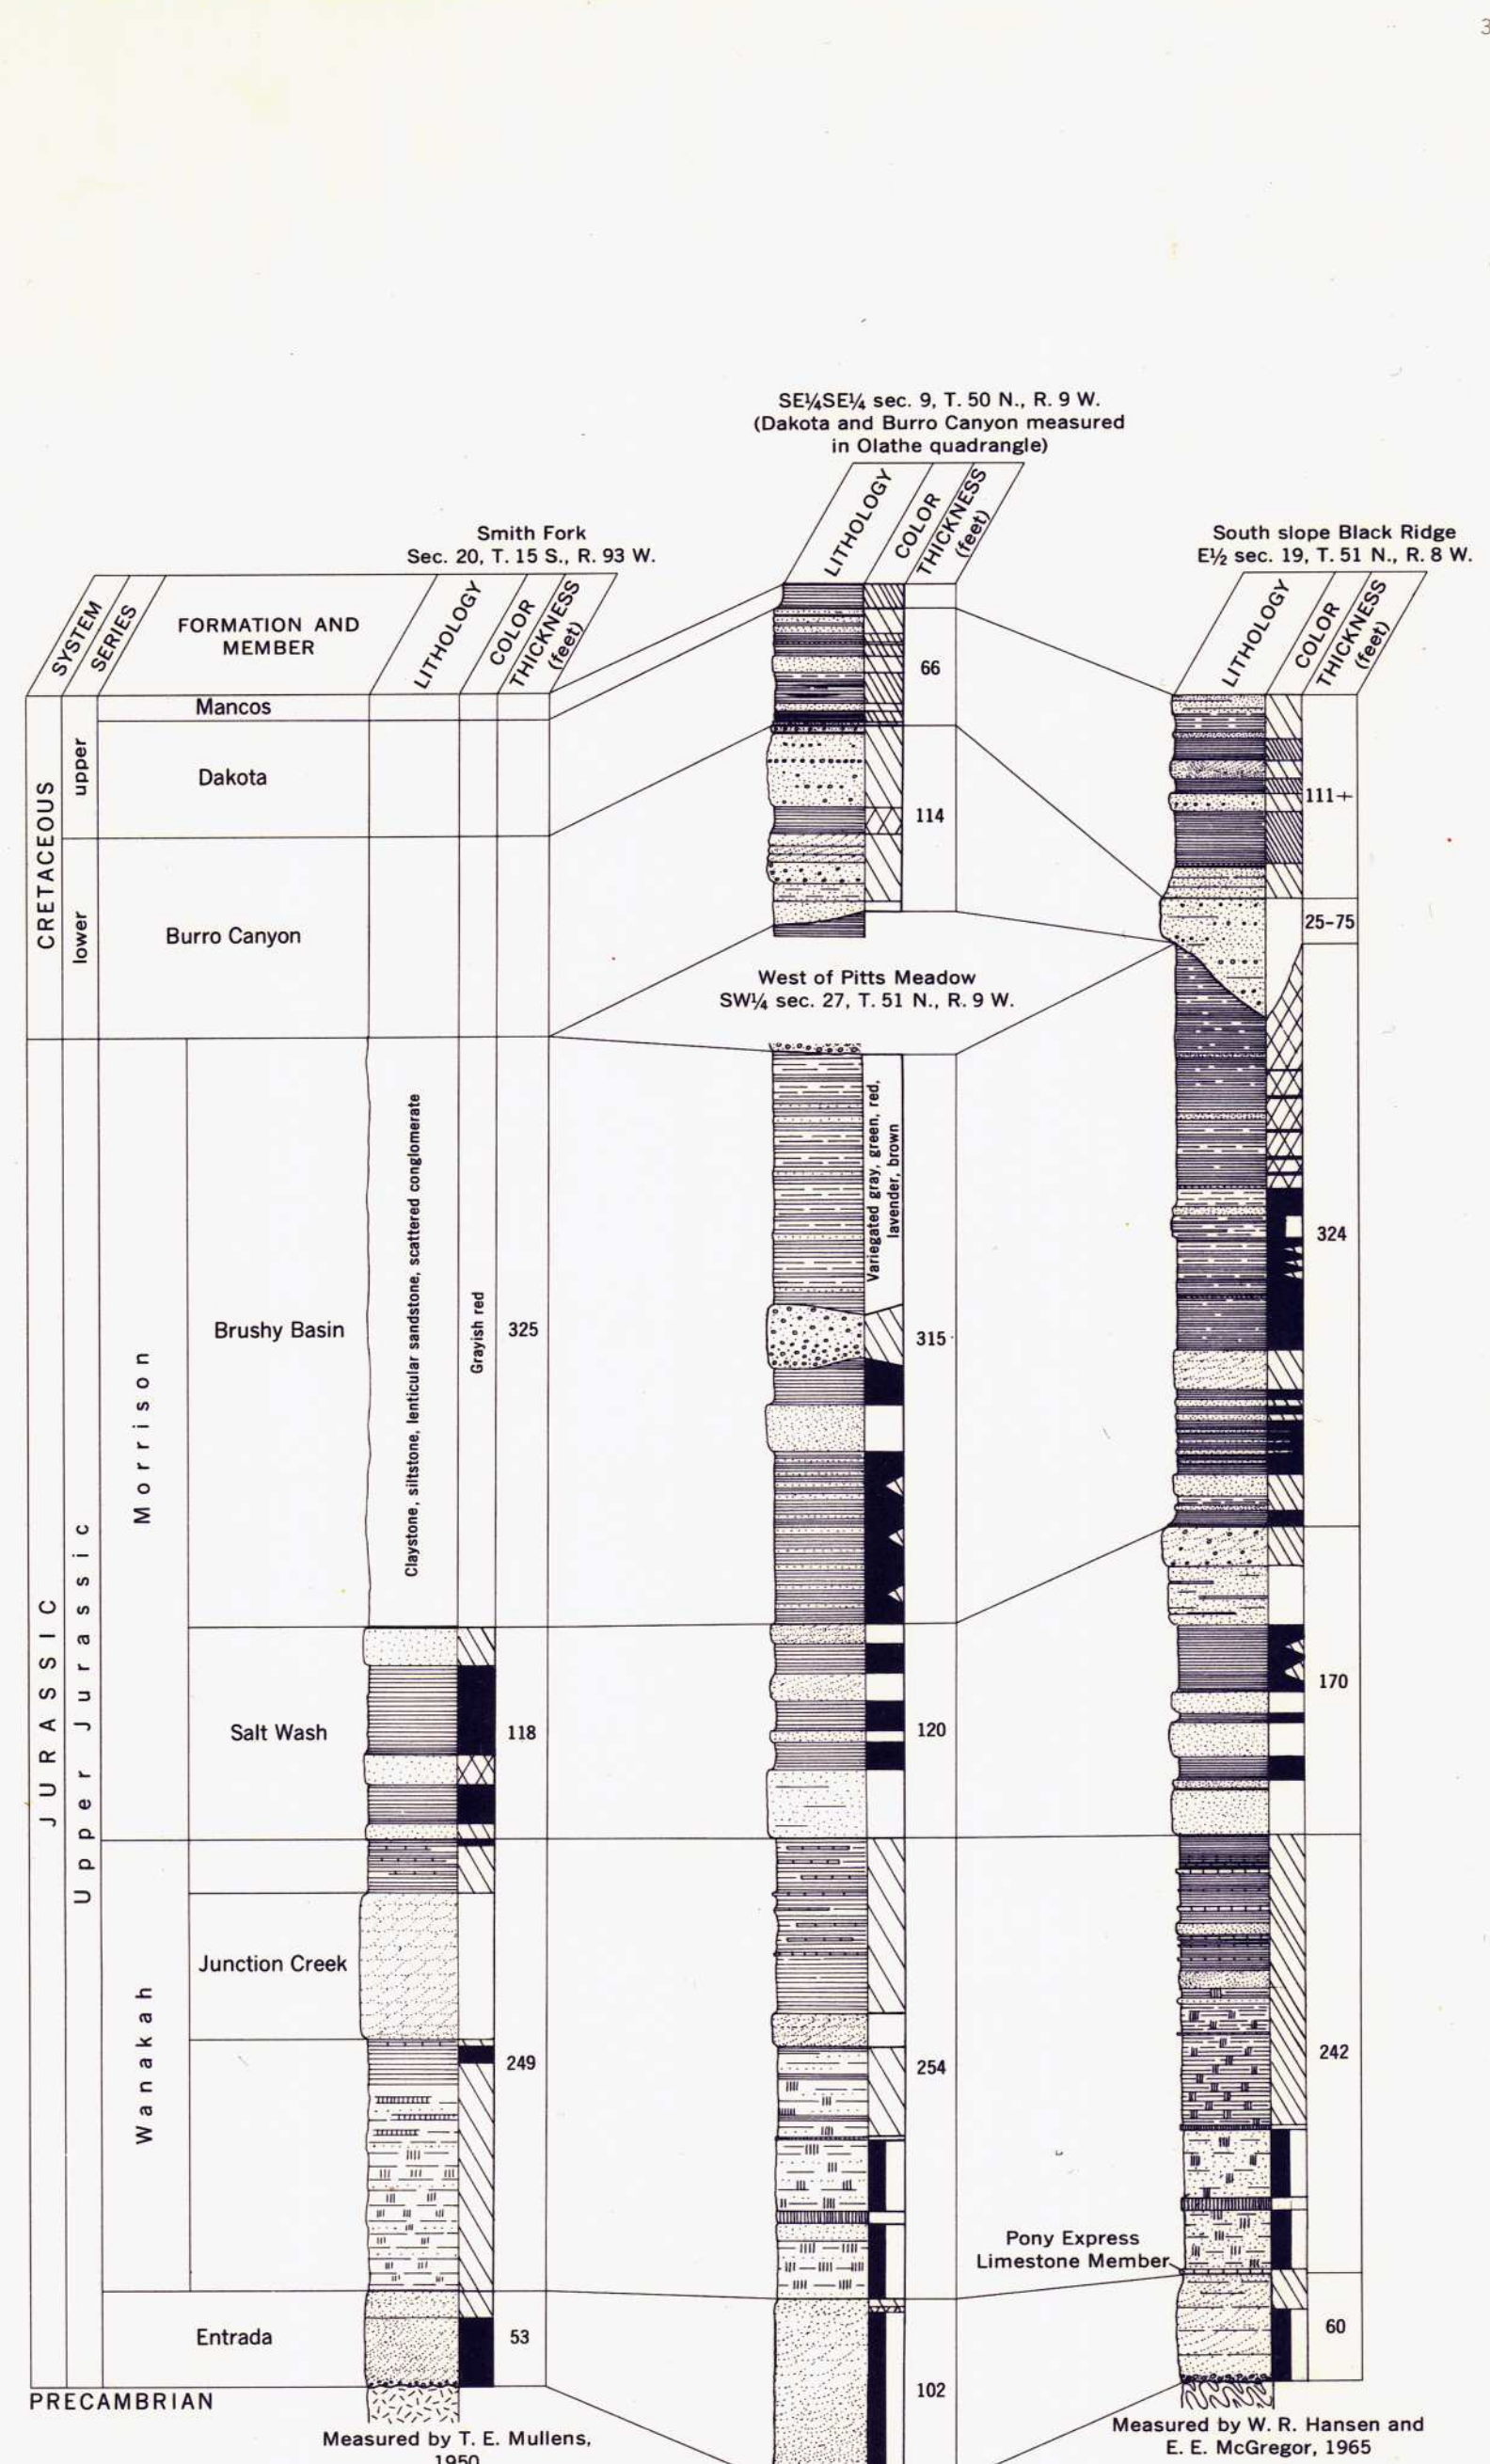 3
SE¼SE¼ sec. 9, T. 50 N., R. 9 W.
(Dakota and Burro Canyon measured
in Olathe quadrangle)
LITHOLOGY
COLOR
THICKNESS
(feet)
Smith Fork
Sec. 20, T. 15 S., R. 93 W.
South slope Black Ridge
E½ sec. 19, T. 51 N., R. 8 W.
SYSTEM
SERIES
FORMATION AND
MEMBER
LITHOLOGY
COLOR
THICKNESS
(feet)
LITHOLOGY
COLOR
THICKNESS
(feet)
CRETACEOUS
upper
lower
Mancos
Dakota
Burro Canyon
66
114
111+
25-75
West of Pitts Meadow
SW¼ sec. 27, T. 51 N., R. 9 W.
JURASSIC
Upper Jurassic
Morrison
Brushy Basin
Claystone, siltstone, lenticular sandstone, scattered conglomerate
Grayish red
325
Variegated gray, green, red,
lavender, brown
315
324
Salt Wash
118
120
170
Wanakah
Junction Creek
249
254
242
Pony Express
Limestone Member
Entrada
53
102
60
PRECAMBRIAN
Measured by T. E. Mullens,
1950
Measured by W. R. Hansen and
E. E. McGregor, 1965